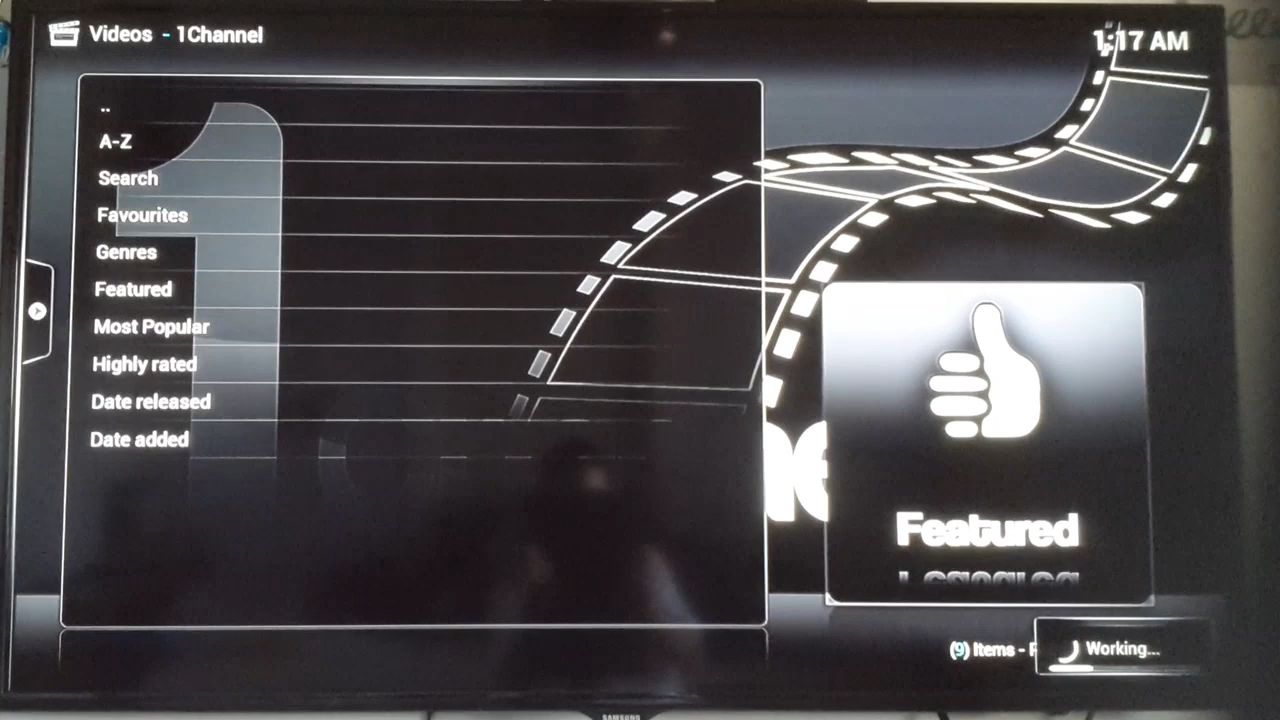 Videos - 1Channel
1:17 AM
..
A-Z
Search
Favourites
Genres
Featured
Most Popular
Highly rated
Date released
Date added
1
Featured
(9) Items -
Working...
SAMSUNG